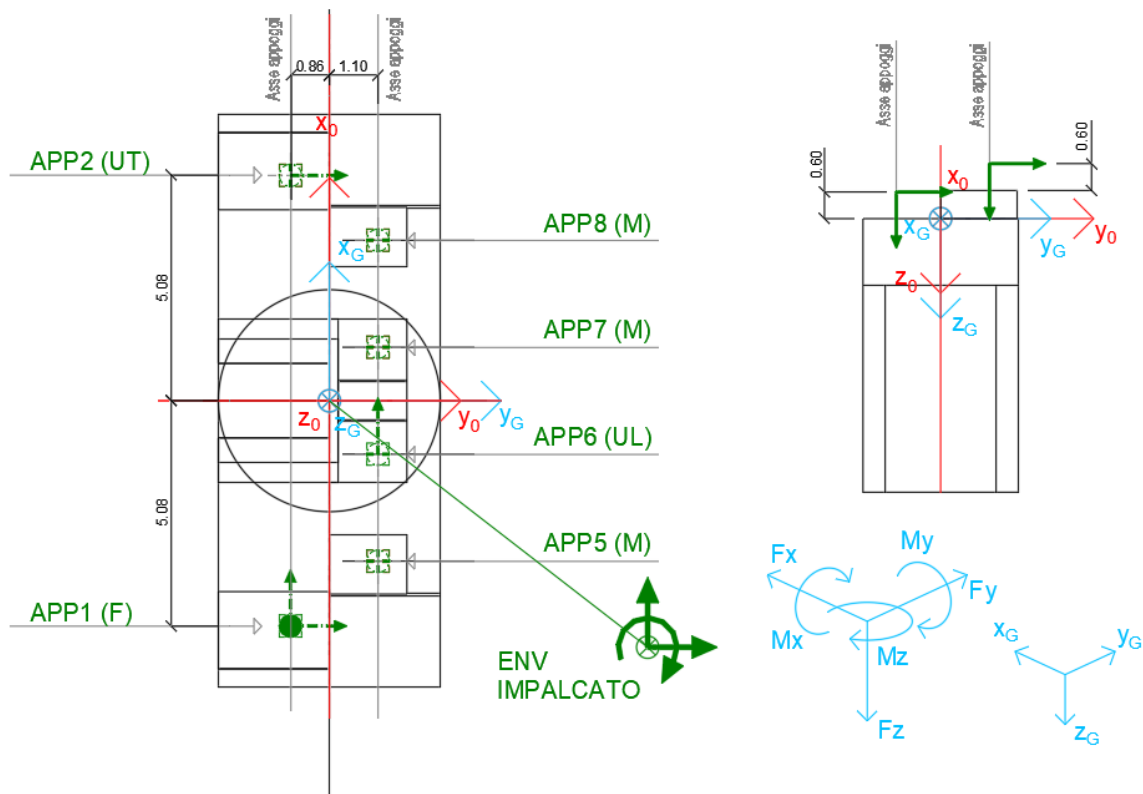 Asse appoggi
Asse appoggi
0.86
1.10
x0
APP2 (UT)
APP8 (M)
xG
5.08
APP7 (M)
z0
zG
y0
yG
APP6 (UL)
5.08
APP5 (M)
APP1 (F)
ENV
IMPALCATO
Asse appoggi
Asse appoggi
0.60
0.60
x0
xG
yG
y0
z0
zG
Fx
My
Fy
Mx
Mz
Fz
xG
yG
zG